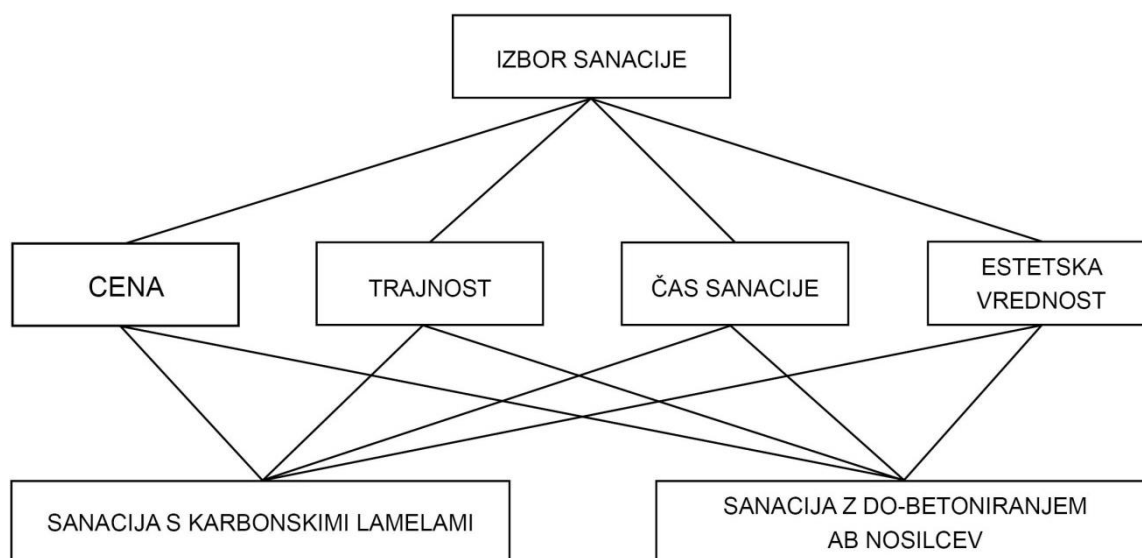 IZBOR SANACIJE
CENA
TRAJNOST
ČAS SANACIJE
ESTETSKA
VREDNOST
SANACIJA S KARBONSKIMI LAMELAMI
SANACIJA Z DO-BETONIRANJEM
AB NOSILCEV